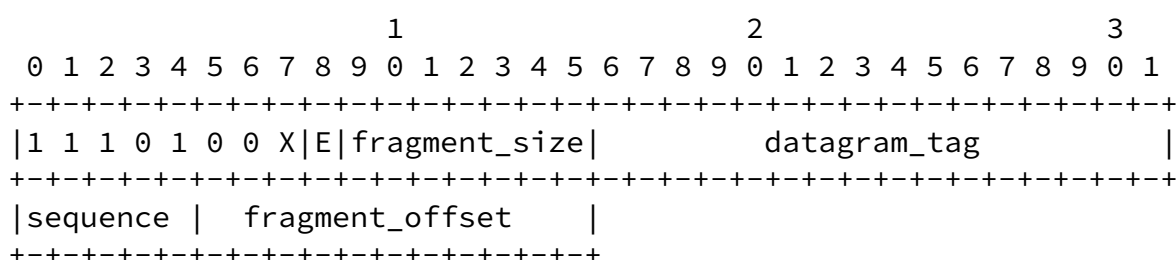 1                   2                   3
 0 1 2 3 4 5 6 7 8 9 0 1 2 3 4 5 6 7 8 9 0 1 2 3 4 5 6 7 8 9 0 1
+-+-+-+-+-+-+-+-+-+-+-+-+-+-+-+-+-+-+-+-+-+-+-+-+-+-+-+-+-+-+-+-+
|1 1 1 0 1 0 0 X|E|fragment_size|         datagram_tag          |
+-+-+-+-+-+-+-+-+-+-+-+-+-+-+-+-+-+-+-+-+-+-+-+-+-+-+-+-+-+-+-+-+
|sequence |  fragment_offset    |
+-+-+-+-+-+-+-+-+-+-+-+-+-+-+-+-+